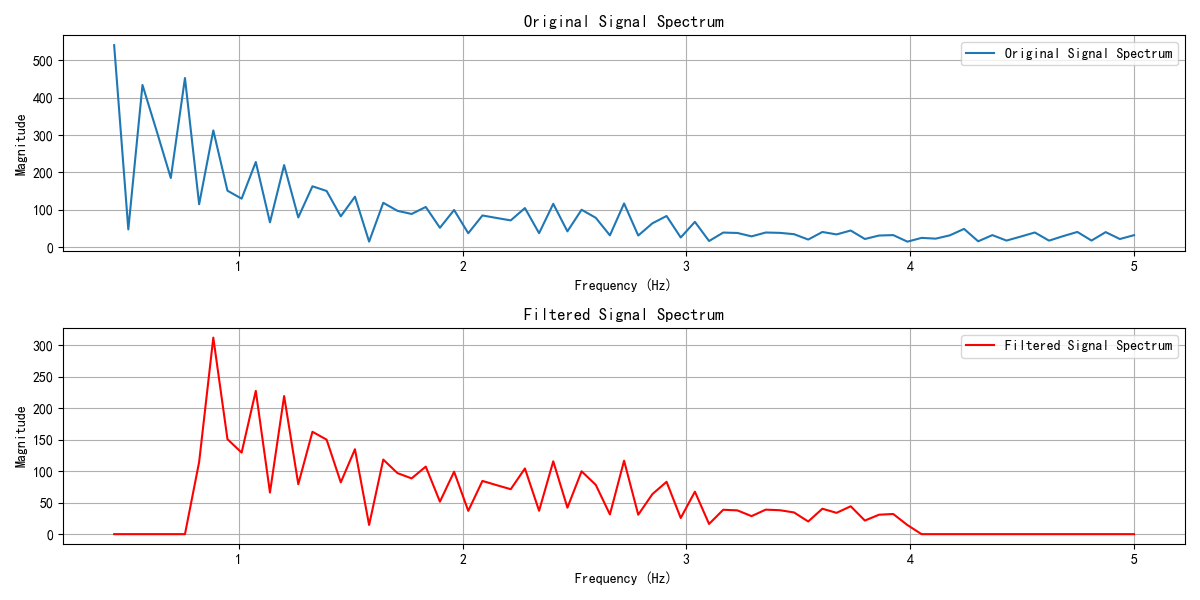 Original Signal Spectrum
Original Signal Spectrum
Magnitude
500
400
300
200
100
0
1 2 3 4 5
Frequency (Hz)
Filtered Signal Spectrum
Filtered Signal Spectrum
Magnitude
300
250
200
150
100
50
0
1 2 3 4 5
Frequency (Hz)